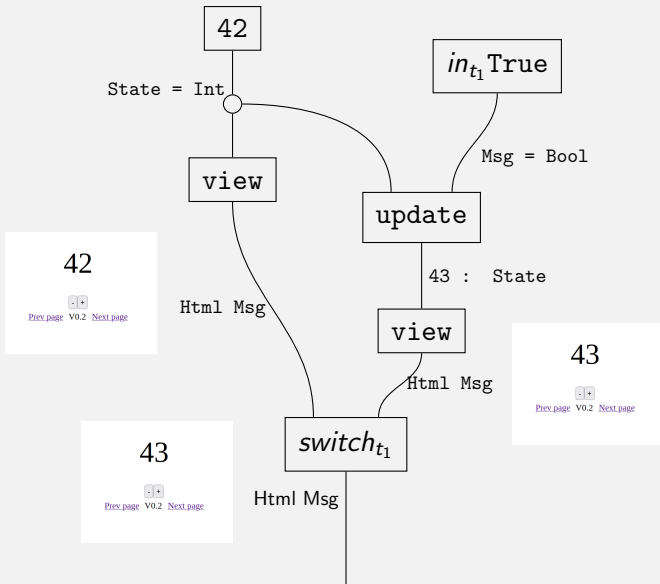 42
in_{t_1} True
State = Int
Msg = Bool
view
update
42
- +
Prev page V0.2 Next page
43 : State
Html Msg
view
43
- +
Prev page V0.2 Next page
Html Msg
switch_{t_1}
43
- +
Prev page V0.2 Next page
Html Msg